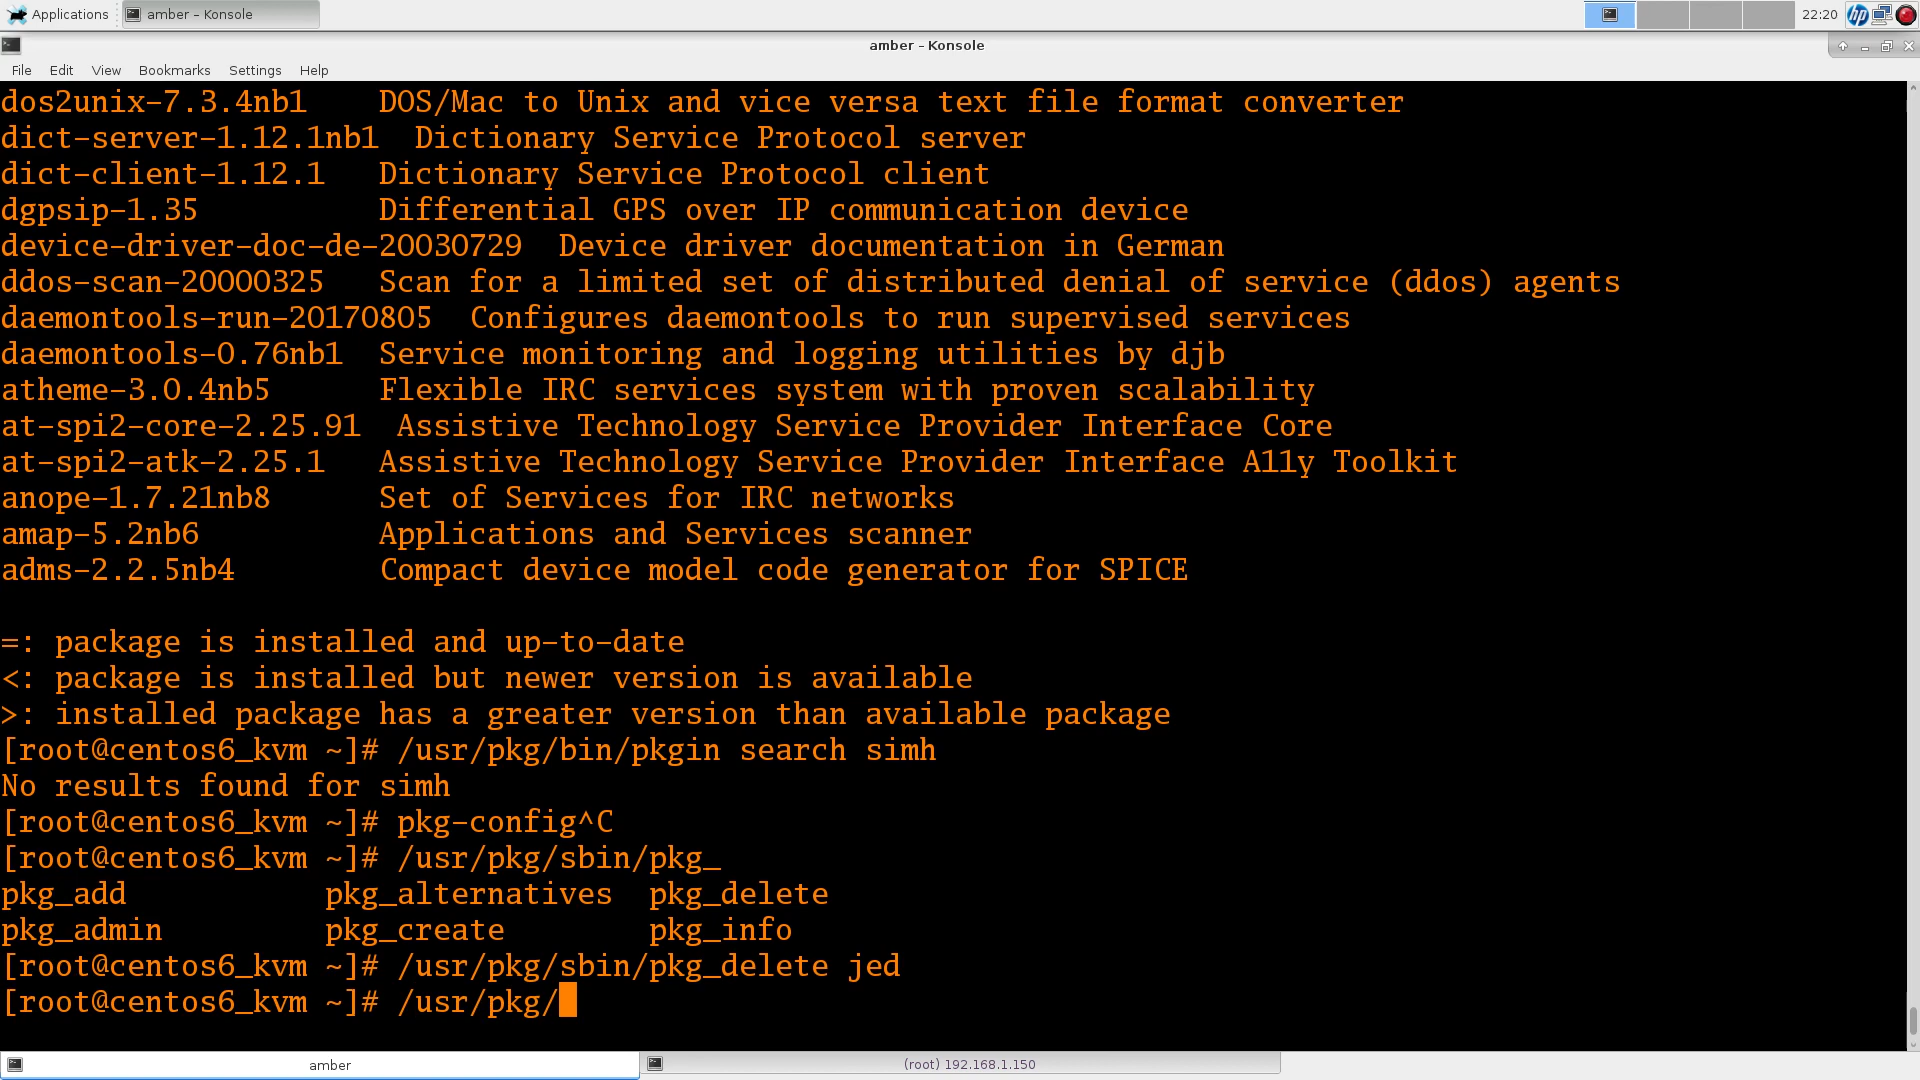 Applications amber – Konsole 22:20
amber – Konsole
File Edit View Bookmarks Settings Help
dos2unix-7.3.4nb1    DOS/Mac to Unix and vice versa text file format converter
dict-server-1.12.1nb1  Dictionary Service Protocol server
dict-client-1.12.1   Dictionary Service Protocol client
dgpsip-1.35          Differential GPS over IP communication device
device-driver-doc-de-20030729  Device driver documentation in German
ddos-scan-20000325   Scan for a limited set of distributed denial of service (ddos) agents
daemontools-run-20170805  Configures daemontools to run supervised services
daemontools-0.76nb1  Service monitoring and logging utilities by djb
atheme-3.0.4nb5      Flexible IRC services system with proven scalability
at-spi2-core-2.25.91  Assistive Technology Service Provider Interface Core
at-spi2-atk-2.25.1   Assistive Technology Service Provider Interface A11y Toolkit
anope-1.7.21nb8      Set of Services for IRC networks
amap-5.2nb6          Applications and Services scanner
adms-2.2.5nb4        Compact device model code generator for SPICE
=: package is installed and up-to-date
<: package is installed but newer version is available
>: installed package has a greater version than available package
[root@centos6_kvm ~]# /usr/pkg/bin/pkgin search simh
No results found for simh
[root@centos6_kvm ~]# pkg-config^C
[root@centos6_kvm ~]# /usr/pkg/sbin/pkg_
pkg_add           pkg_alternatives  pkg_delete
pkg_admin         pkg_create        pkg_info
[root@centos6_kvm ~]# /usr/pkg/sbin/pkg_delete jed
[root@centos6_kvm ~]# /usr/pkg/
amber (root) 192.168.1.150